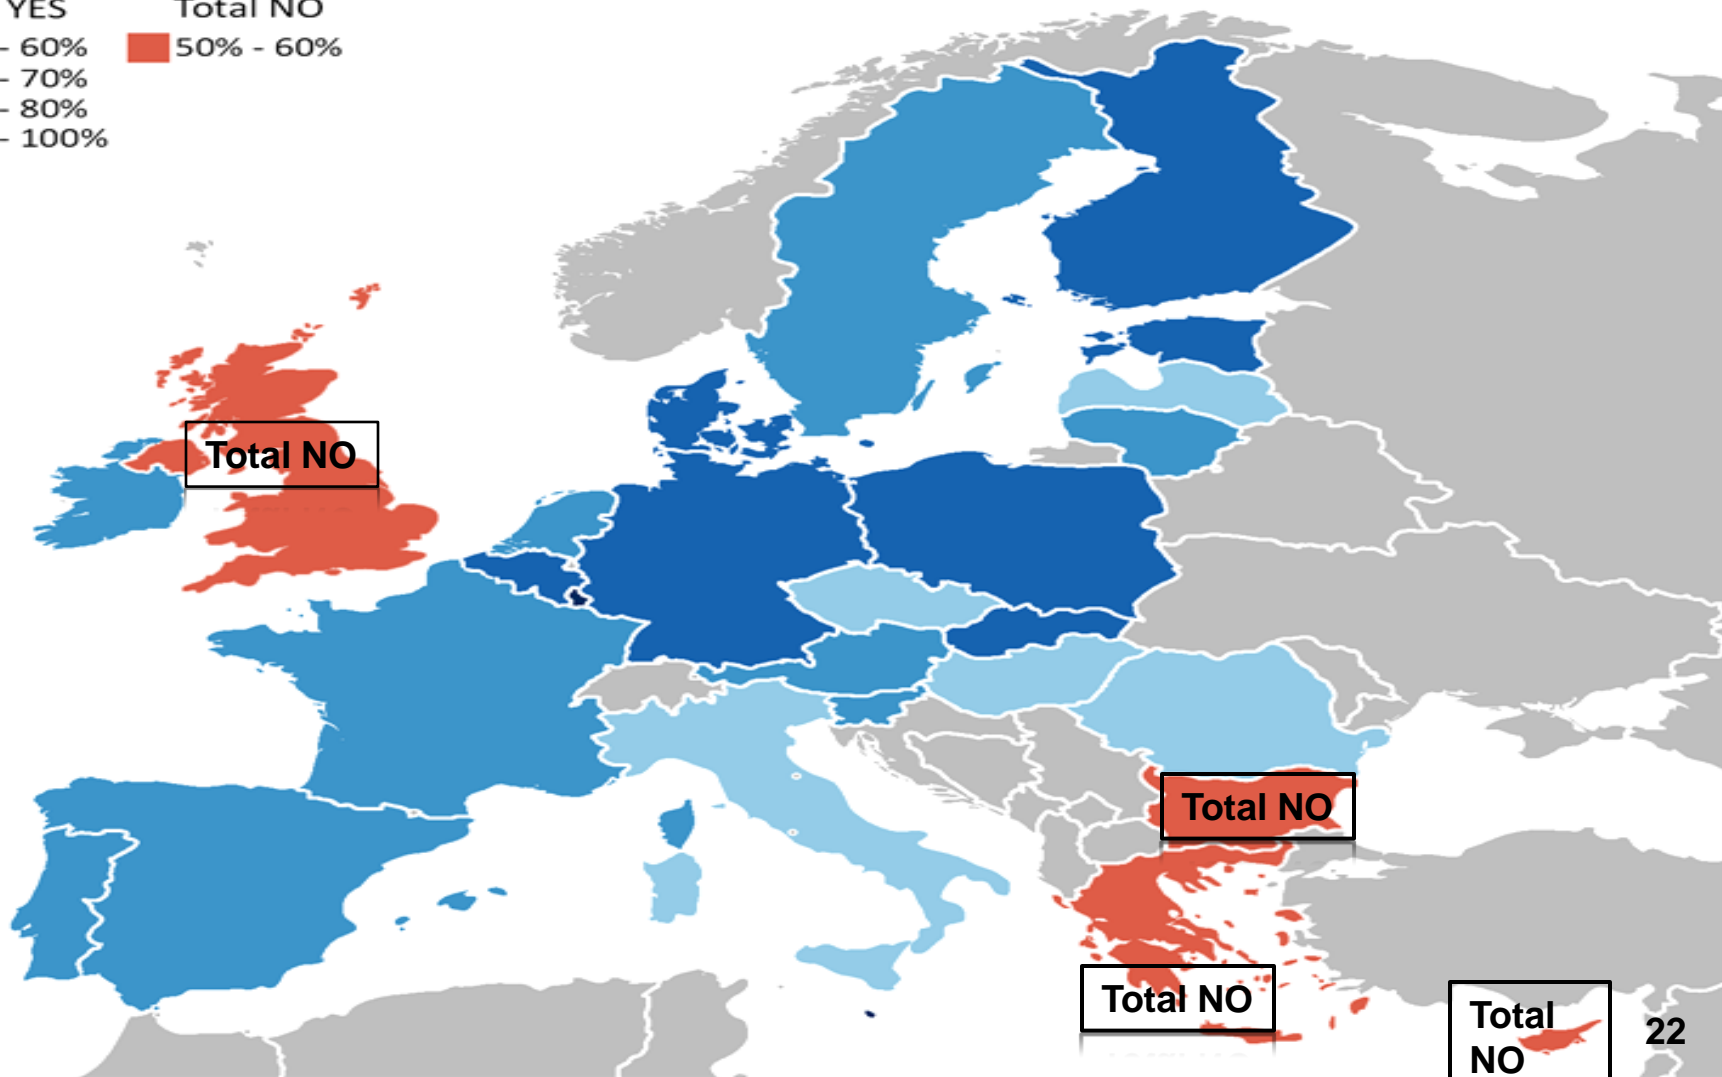 YES
- 60%
- 70%
- 80%
- 100%
Total NO
50% - 60%
Total NO
Total NO
Total NO
Total
NO
22